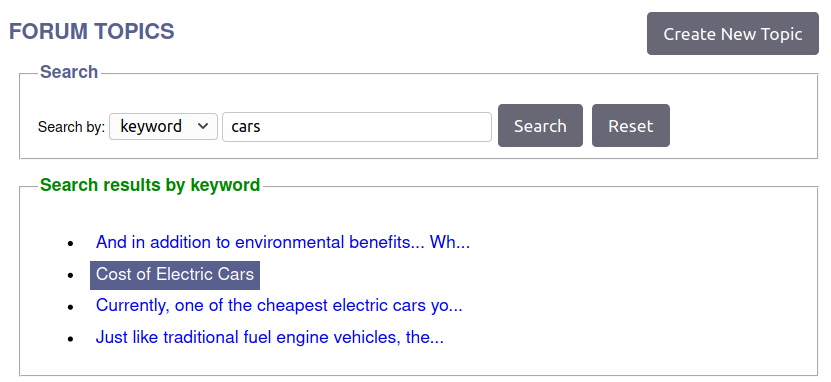 FORUM TOPICS
Create New Topic
Search
Search by: keyword cars Search Reset
Search results by keyword
And in addition to environmental benefits... Wh...
Cost of Electric Cars
Currently, one of the cheapest electric cars yo...
Just like traditional fuel engine vehicles, the...